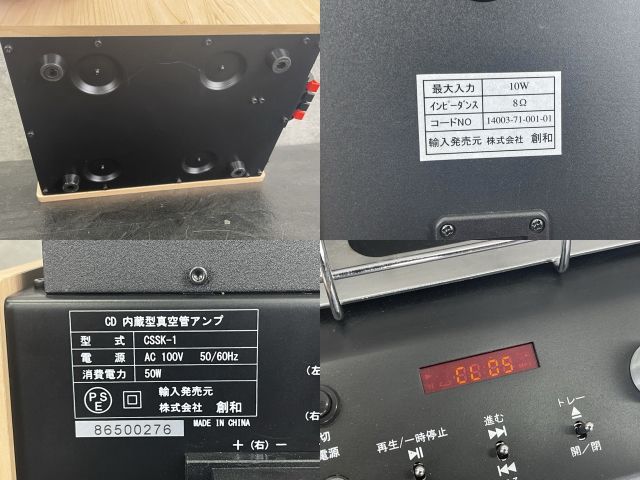 最大入力 10W
インピーダンス 8Ω
コードNO 14003-71-001-01
輸入発売元 株式会社 創和
CD 内蔵型真空管アンプ
型式 CSSK-1
電源 AC 100V 50/60Hz
消費電力 50W
PSE
輸入発売元
株式会社 創和
86500276
MADE IN CHINA
(左
(右)
+ (右) −
切
電源
再生/一時停止
進む
トレー
開/閉